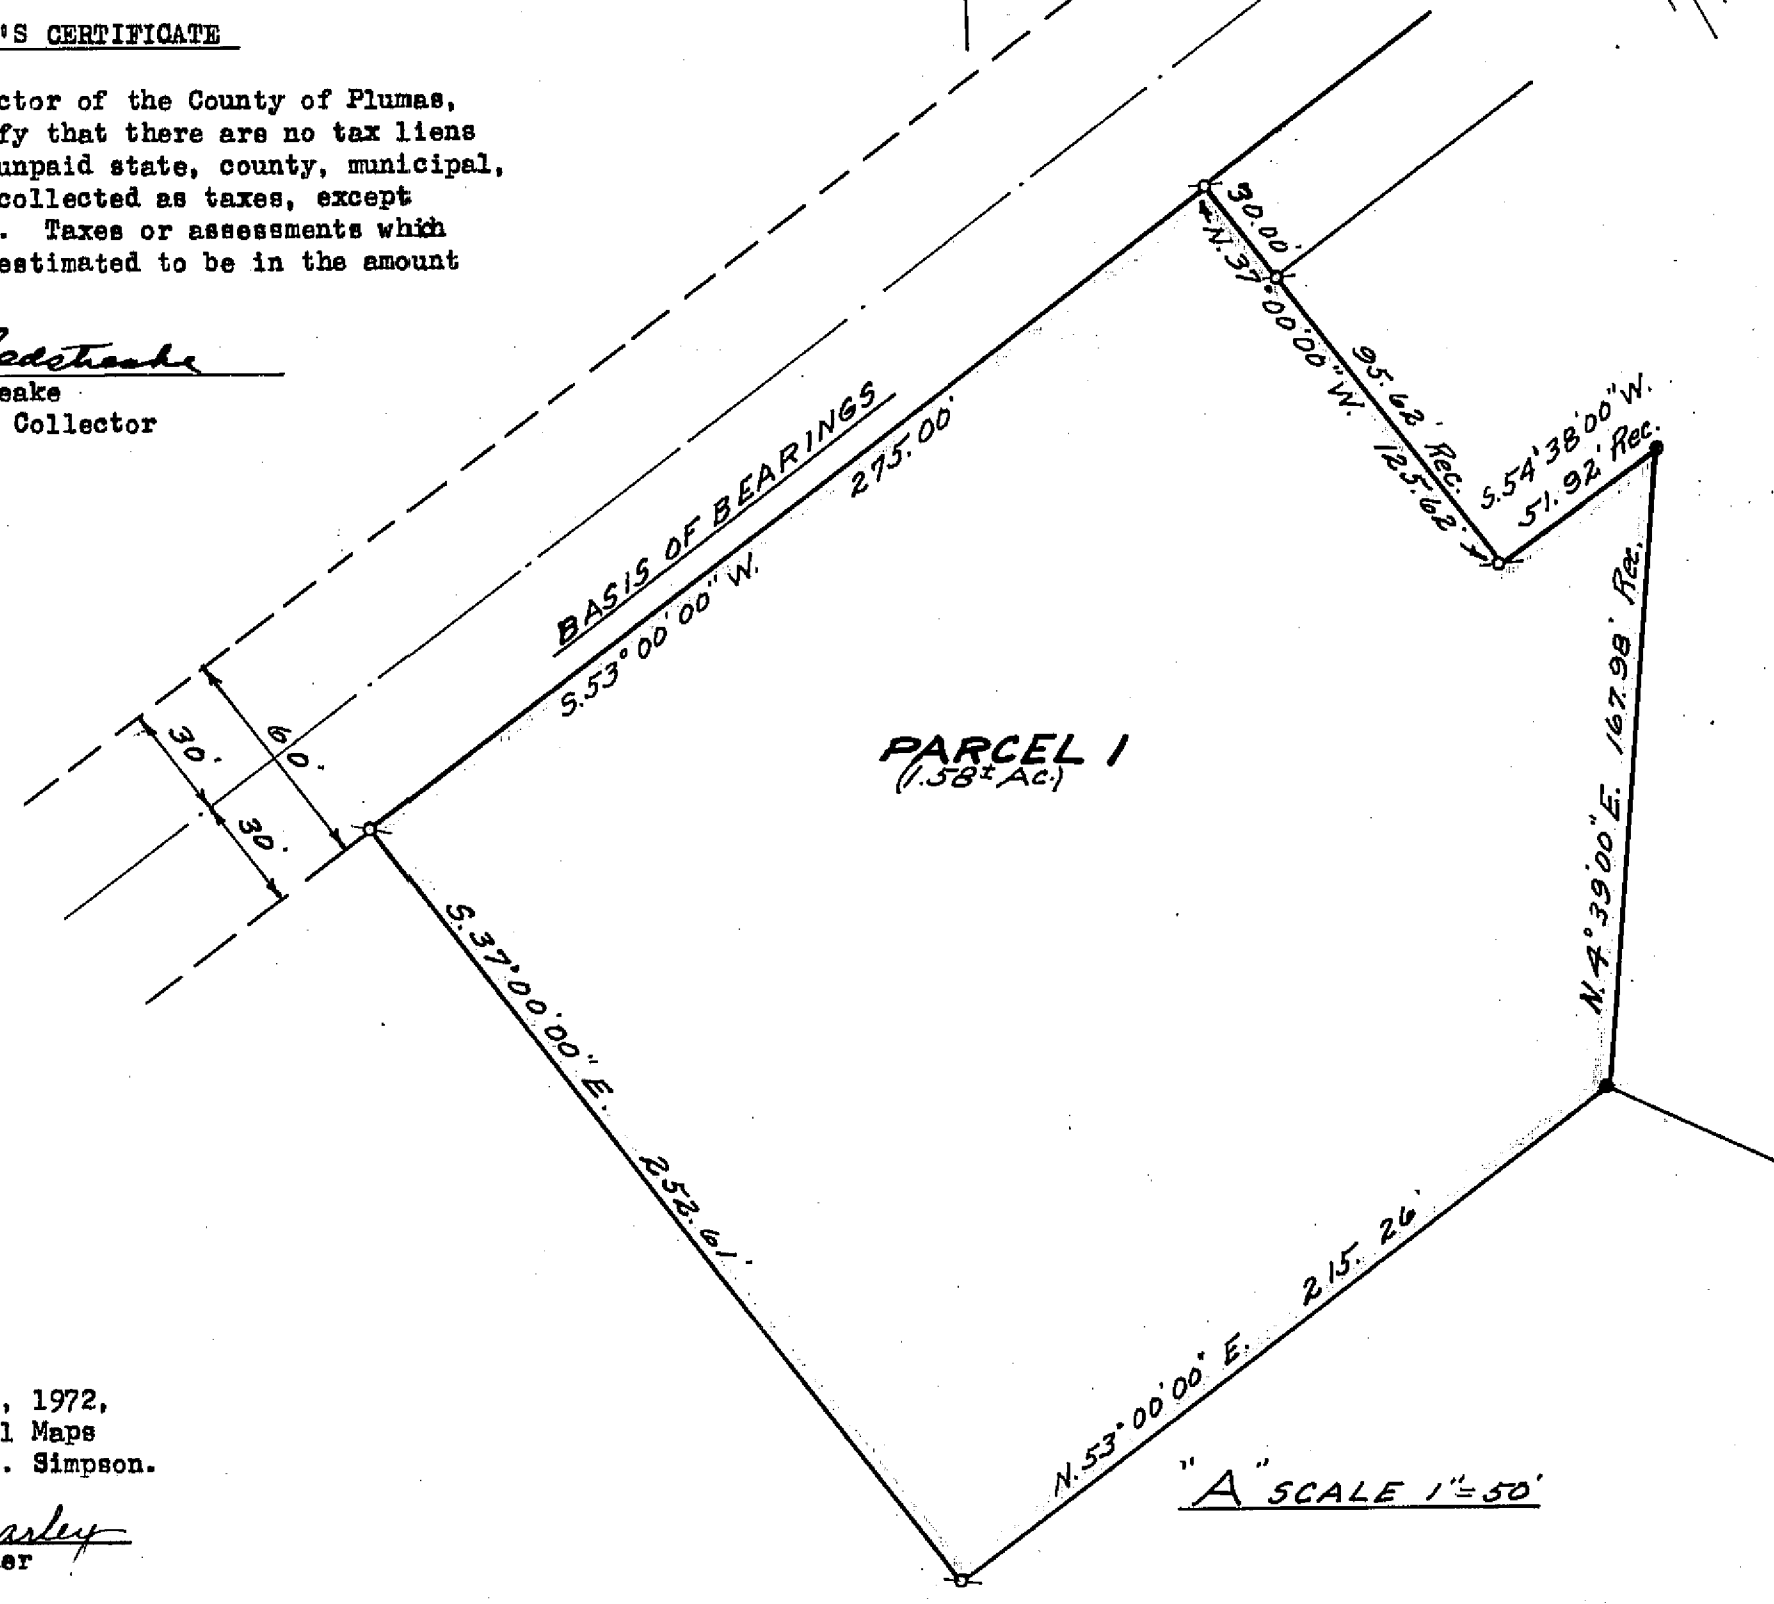 'S CERTIFICATE
ctor of the County of Plumas,
fy that there are no tax liens
unpaid state, county, municipal,
collected as taxes, except
. Taxes or assessments which
estimated to be in the amount
eake
Collector
30.00'
N.37°00'00"W.
125.62'
95.62' Rec.
S.54°38'00"W.
51.92' Rec.
BASIS OF BEARINGS
275.00'
S.53°00'00"W.
30'
60'
30'
PARCEL 1
(1.58± Ac.)
N.4°39'00"E. 167.98' Rec.
S.37°00'00"E. 252.61'
N.53°00'00"E. 215.26'
"A" SCALE 1"=50'
, 1972,
l Maps
. Simpson.
er